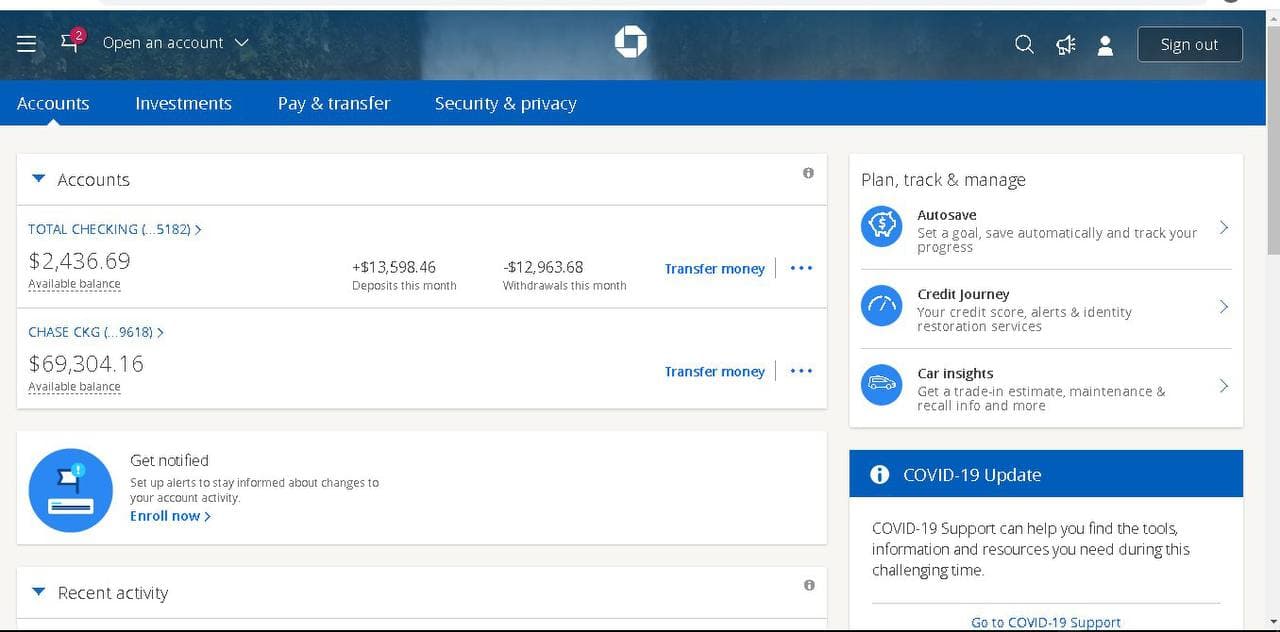 2
Open an account
Sign out
Accounts
Investments
Pay & transfer
Security & privacy
Accounts
TOTAL CHECKING (...5182)
$2,436.69
Available balance
+$13,598.46
Deposits this month
-$12,963.68
Withdrawals this month
Transfer money
CHASE CKG (...9618)
$69,304.16
Available balance
Transfer money
Get notified
Set up alerts to stay informed about changes to
your account activity.
Enroll now
Recent activity
Plan, track & manage
Autosave
Set a goal, save automatically and track your
progress
Credit Journey
Your credit score, alerts & identity
restoration services
Car insights
Get a trade-in estimate, maintenance &
recall info and more
COVID-19 Update
COVID-19 Support can help you find the tools,
information and resources you need during this
challenging time.
Go to COVID-19 Support